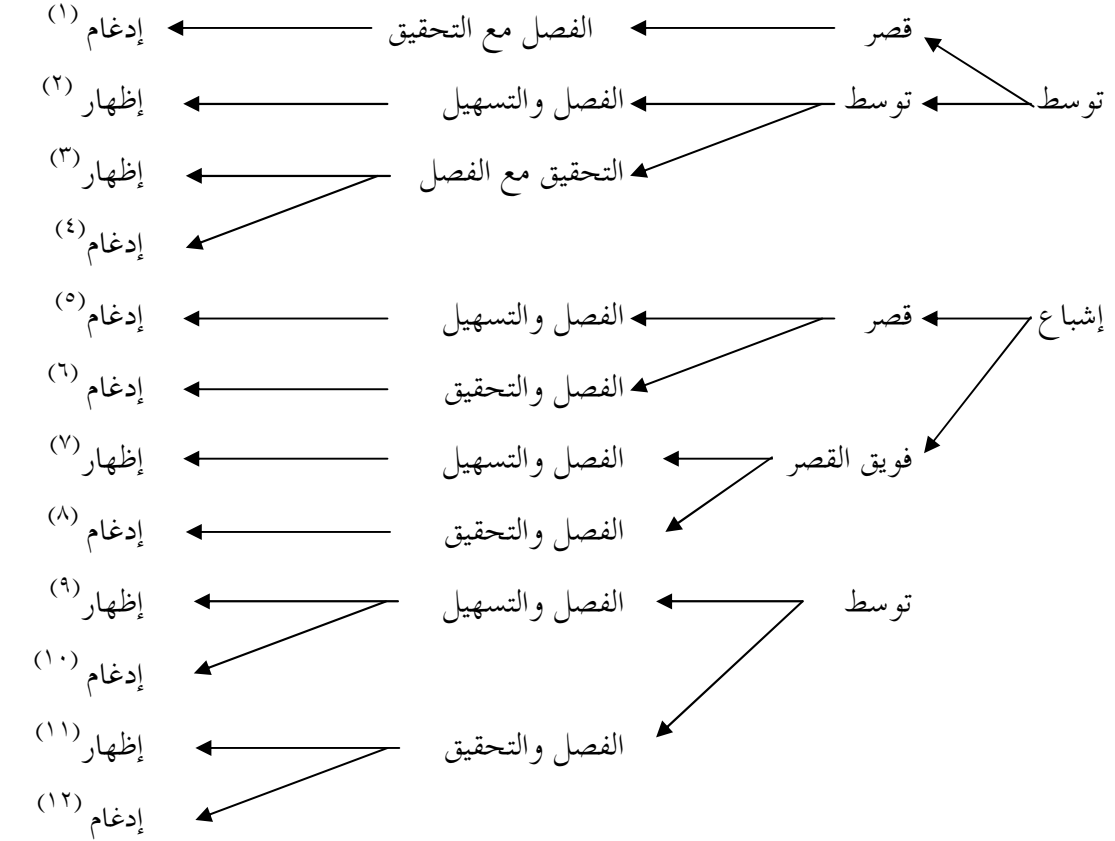 قصر الفصل مع التحقيق إدغام (١)
توسط توسط الفصل والتسهيل إظهار (٢)
التحقيق مع الفصل إظهار (٣)
إدغام (٤)
إشباع قصر الفصل والتسهيل إدغام (٥)
الفصل والتحقيق إدغام (٦)
فويق القصر الفصل والتسهيل إظهار (٧)
الفصل والتحقيق إدغام (٨)
توسط الفصل والتسهيل إظهار (٩)
إدغام (١٠)
الفصل والتحقيق إظهار (١١)
إدغام (١٢)